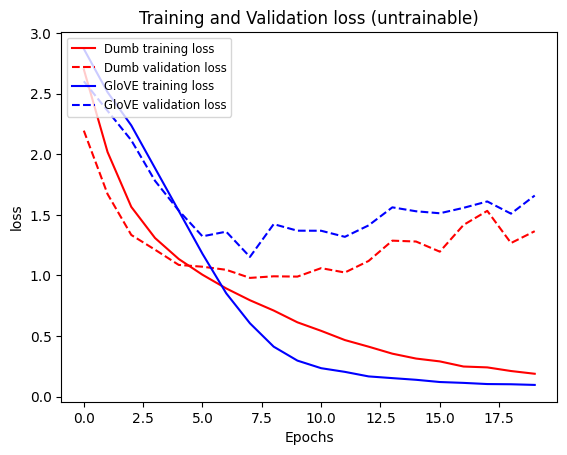 Training and Validation loss (untrainable)
Dumb training loss
Dumb validation loss
GloVE training loss
GloVE validation loss
3.0
2.5
2.0
1.5
1.0
0.5
0.0
loss
0.0 2.5 5.0 7.5 10.0 12.5 15.0 17.5
Epochs